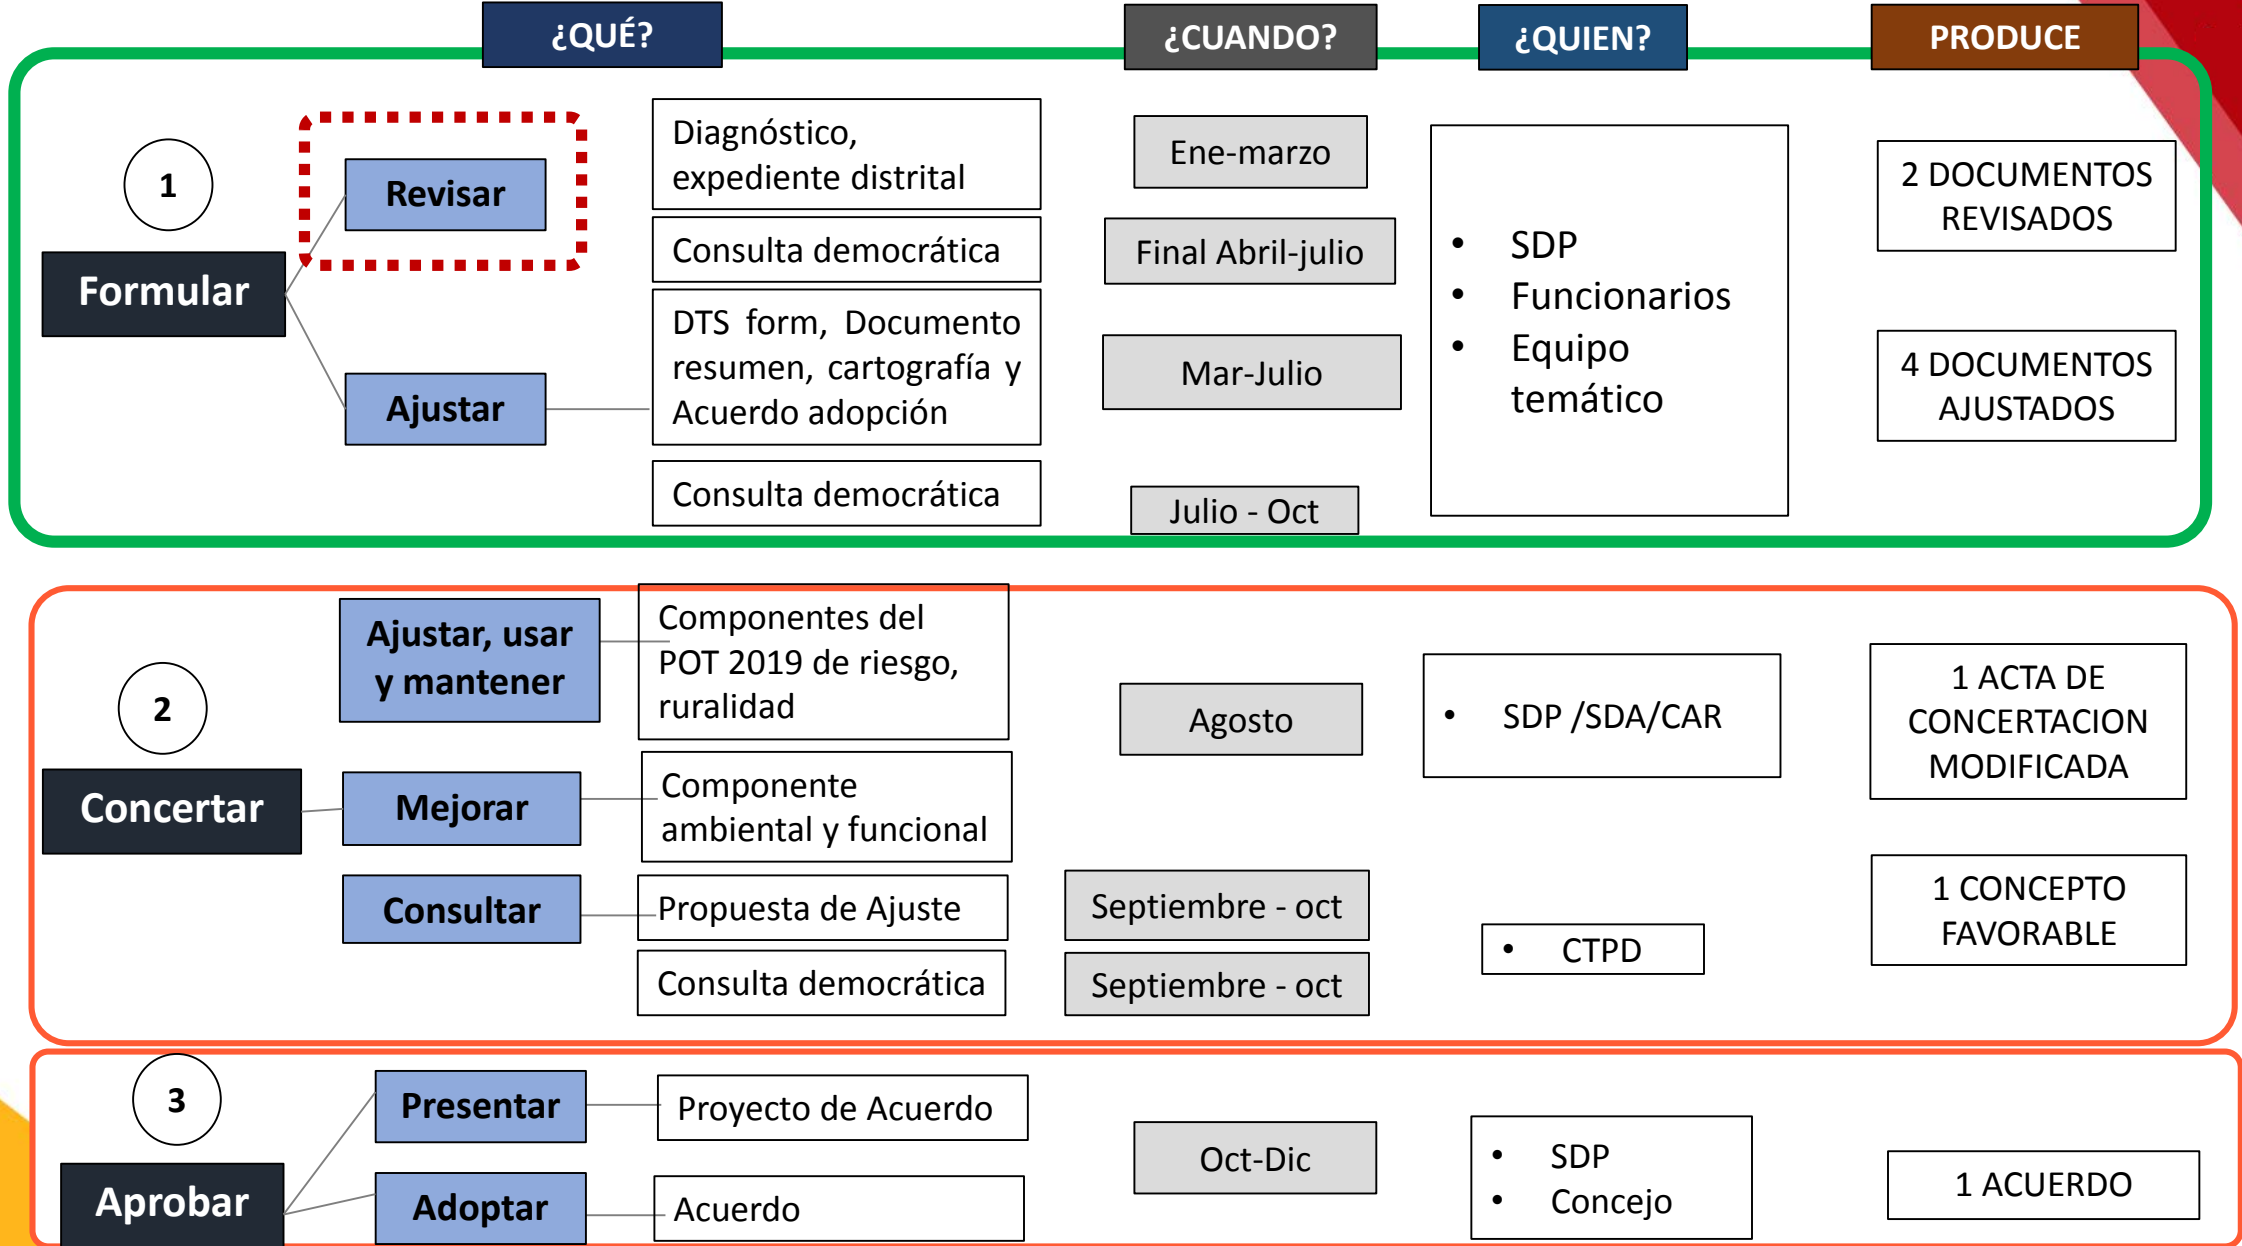 ¿QUÉ?
¿CUANDO?
¿QUIEN?
PRODUCE
1
Formular
Revisar
Diagnóstico,
expediente distrital
Ene-marzo
Consulta democrática
Final Abril-julio
Ajustar
DTS form, Documento
resumen, cartografía y
Acuerdo adopción
Mar-Julio
Consulta democrática
Julio - Oct
• SDP
• Funcionarios
• Equipo
temático
2 DOCUMENTOS
REVISADOS
4 DOCUMENTOS
AJUSTADOS
2
Concertar
Ajustar, usar
y mantener
Componentes del
POT 2019 de riesgo,
ruralidad
Mejorar
Componente
ambiental y funcional
Agosto
• SDP /SDA/CAR
1 ACTA DE
CONCERTACION
MODIFICADA
Consultar
Propuesta de Ajuste
Septiembre - oct
Consulta democrática
Septiembre - oct
• CTPD
1 CONCEPTO
FAVORABLE
3
Aprobar
Presentar
Proyecto de Acuerdo
Adoptar
Acuerdo
Oct-Dic
• SDP
• Concejo
1 ACUERDO